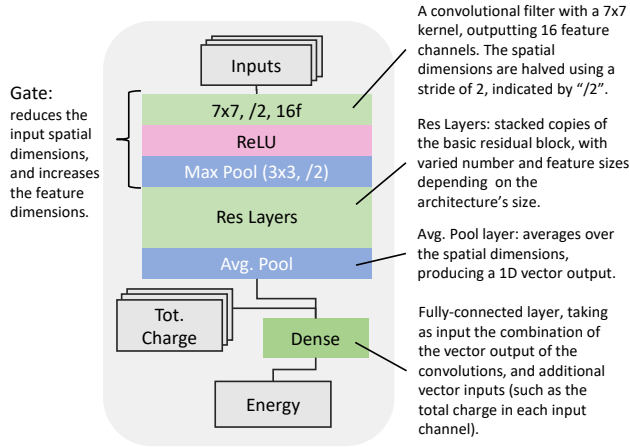 Gate:
reduces the
input spatial
dimensions,
and increases
the feature
dimensions.
Inputs
7x7, /2, 16f
ReLU
Max Pool (3x3, /2)
Res Layers
Avg. Pool
Tot.
Charge
Dense
Energy
A convolutional filter with a 7x7
kernel, outputting 16 feature
channels. The spatial
dimensions are halved using a
stride of 2, indicated by “/2”.
Res Layers: stacked copies of
the basic residual block, with
varied number and feature sizes
depending on the
architecture’s size.
Avg. Pool layer: averages over
the spatial dimensions,
producing a 1D vector output.
Fully-connected layer, taking
as input the combination of
the vector output of the
convolutions, and additional
vector inputs (such as the
total charge in each input
channel).